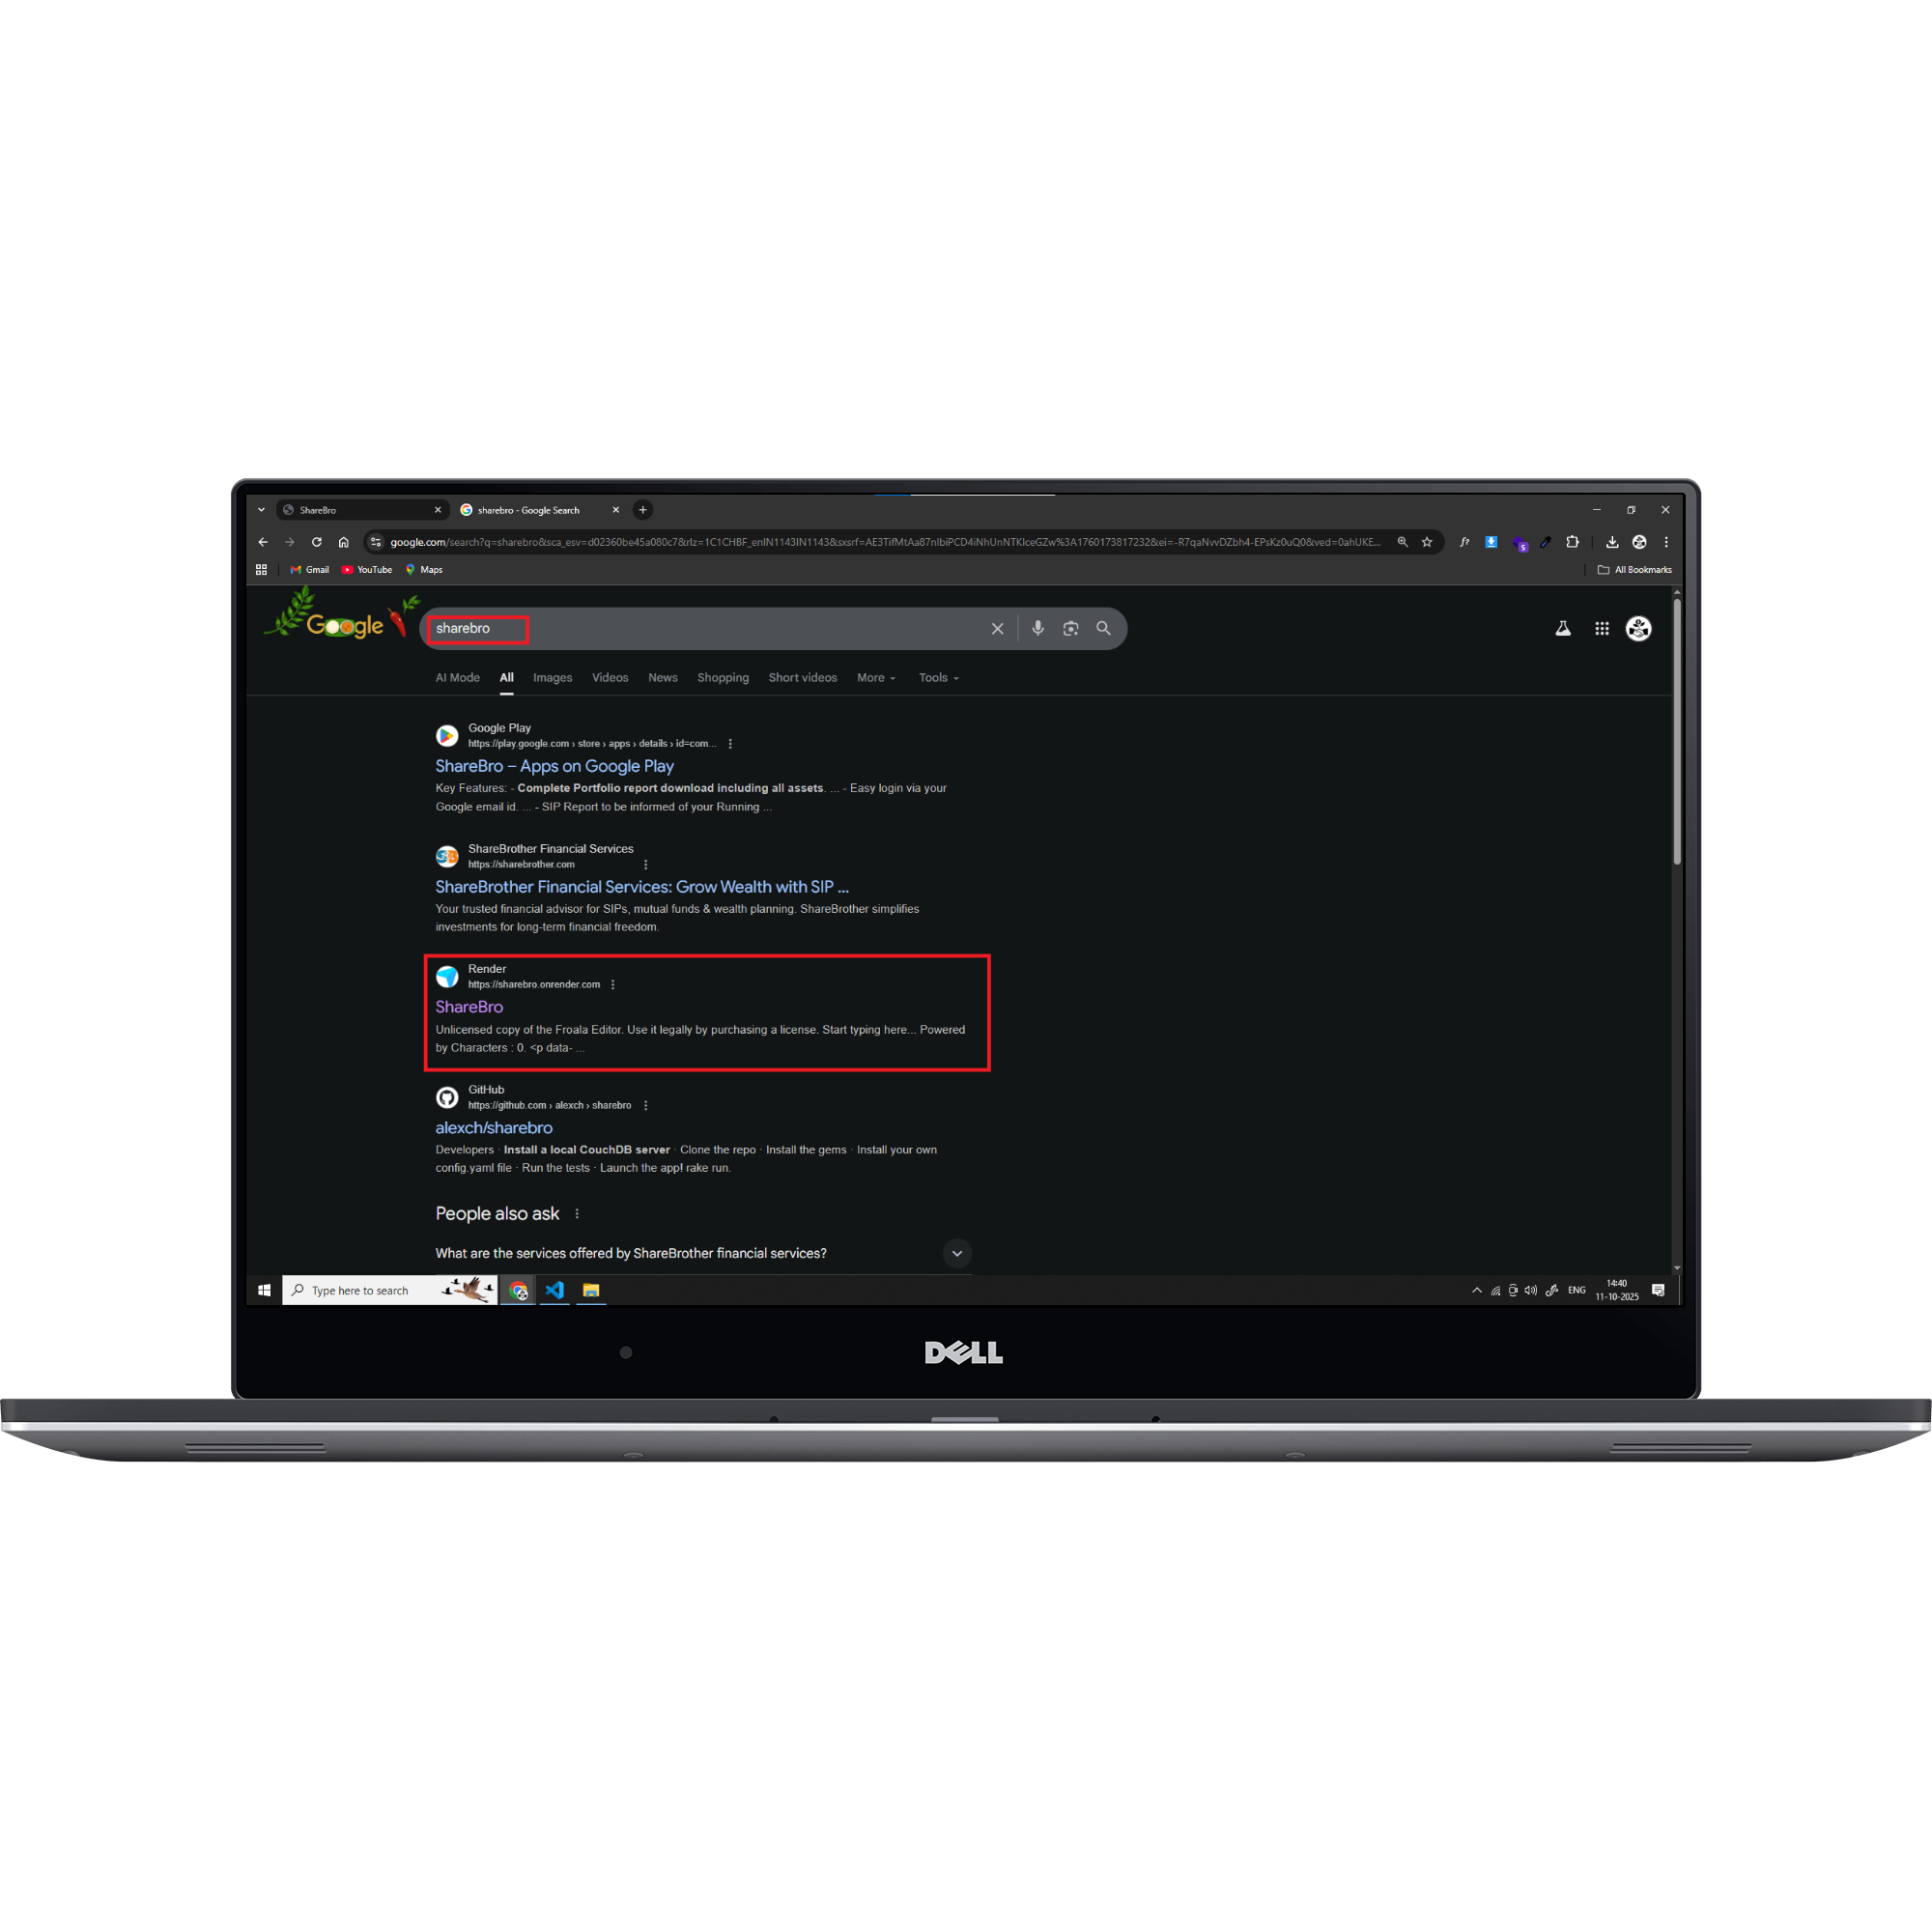 ShareBro
sharebro - Google Search
google.com/search?q=sharebro&sca_esv=d02360be45a080c7&rlz=1C1CHBF_enIN1143IN1143&sxsrf=
Gmail
YouTube
Maps
All Bookmarks
Google
sharebro
AI Mode
All
Images
Videos
News
Shopping
Short videos
More
Tools
Google Play
https://play.google.com › store › apps › details › id=com...
ShareBro – Apps on Google Play
Key Features: - Complete Portfolio report download including all assets. ... - Easy login via your
Google email id. ... - SIP Report to be informed of your Running ...
ShareBrother Financial Services
https://sharebrother.com
ShareBrother Financial Services: Grow Wealth with SIP ...
Your trusted financial advisor for SIPs, mutual funds & wealth planning. ShareBrother simplifies
investments for long-term financial freedom.
Render
https://sharebro.onrender.com
ShareBro
Unlicensed copy of the Froala Editor. Use it legally by purchasing a license. Start typing here... Powered
by Characters : 0. <p data- ...
GitHub
https://github.com › alexch › sharebro
alexch/sharebro
Developers · Install a local CouchDB server · Clone the repo · Install the gems · Install your own
config.yaml file · Run the tests · Launch the app! rake run.
People also ask
What are the services offered by ShareBrother financial services?
Type here to search
ENG
14:40
11-10-2025
DELL